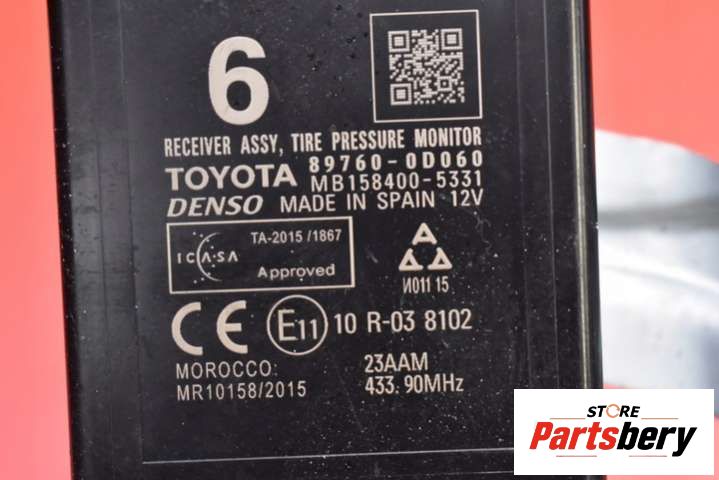 6
RECEIVER ASSY, TIRE PRESSURE MONITOR
TOYOTA 89760-0D060
MB158400-5331
DENSO MADE IN SPAIN 12V
ICASA TA-2015/1867
Approved
И011 15
CE E11 10 R-03 8102
MOROCCO: 23AAM
MR10158/2015 433.90MHz
STORE
Partsbery